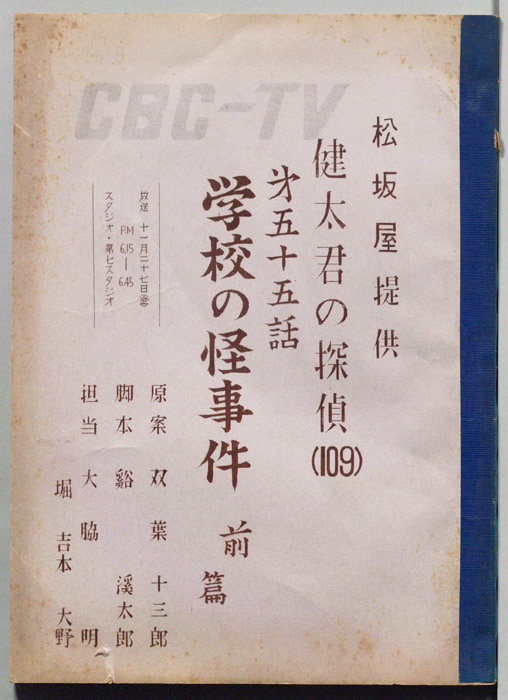 CBC-TV
松坂屋提供
健太君の探偵(109)
才五十五話
学校の怪事件 前篇
放送 十一月二十七日(金)
P.M 6.15―6.45
スタジオ・第七スタジオ
原案 双葉十三郎
脚本 谿渓太郎
担当 大脇明
堀 吉本 大野